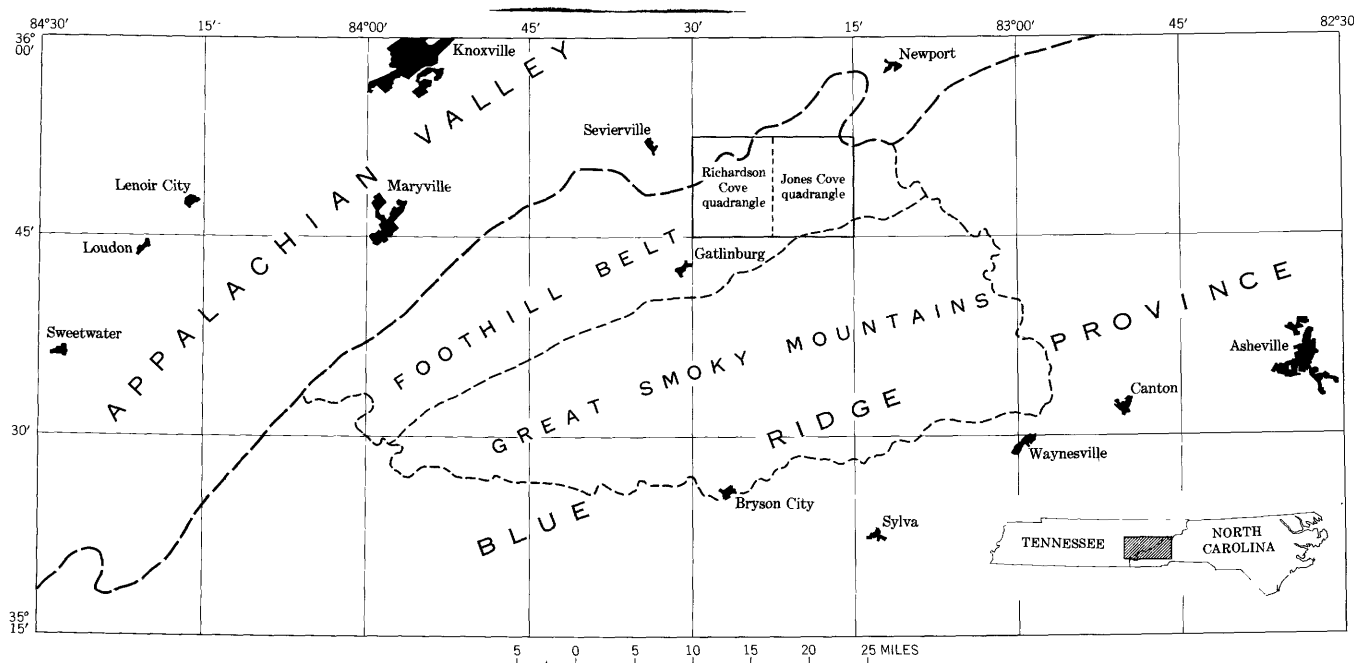 84°30′ 15′ 84°00′ 45′ 30′ 15′ 83°00′ 45′ 82°30′
36°
00′
Knoxville
Newport
APPALACHIAN VALLEY
Sevierville
Richardson
Cove
quadrangle
Jones Cove
quadrangle
Lenoir City
Maryville
45′
Loudon
FOOTHILL BELT
Gatlinburg
Sweetwater
GREAT SMOKY MOUNTAINS
BLUE RIDGE PROVINCE
Asheville
Canton
30′
Waynesville
Bryson City
Sylva
TENNESSEE
NORTH
CAROLINA
35°
15′
5 0 5 10 15 20 25 MILES